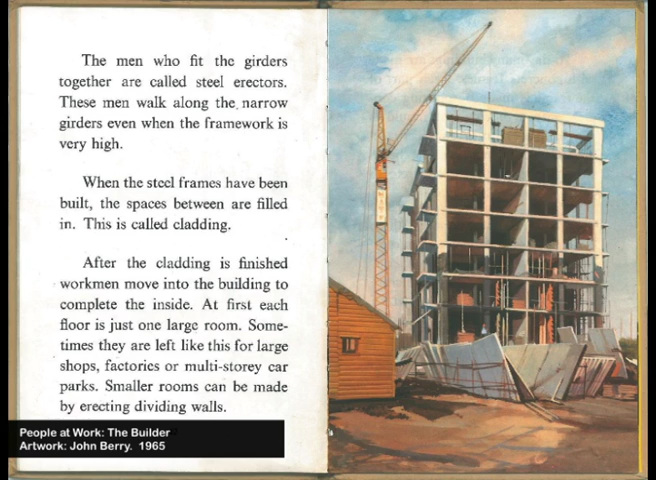 The men who fit the girders
together are called steel erectors.
These men walk along the narrow
girders even when the framework is
very high.
When the steel frames have been
built, the spaces between are filled
in. This is called cladding.
After the cladding is finished
workmen move into the building to
complete the inside. At first each
floor is just one large room. Some-
times they are left like this for large
shops, factories or multi-storey car
parks. Smaller rooms can be made
by erecting dividing walls.
People at Work: The Builder
Artwork: John Berry. 1965